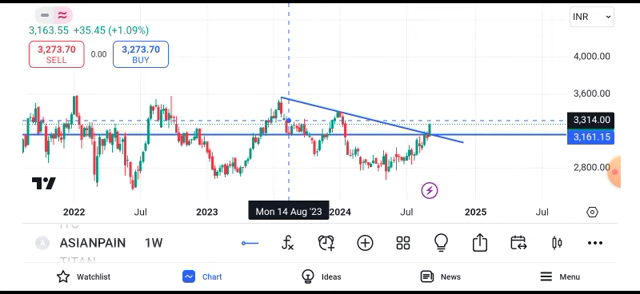 INR
3,163.55 +35.45 (+1.09%)
3,273.70
SELL
0.00
3,273.70
BUY
4,000.00
3,600.00
3,314.00
3,161.15
2,800.00
2022
Jul
2023
Mon 14 Aug '23
2024
Jul
2025
Jul
ASIANPAIN
1W
Watchlist
Chart
Ideas
News
Menu